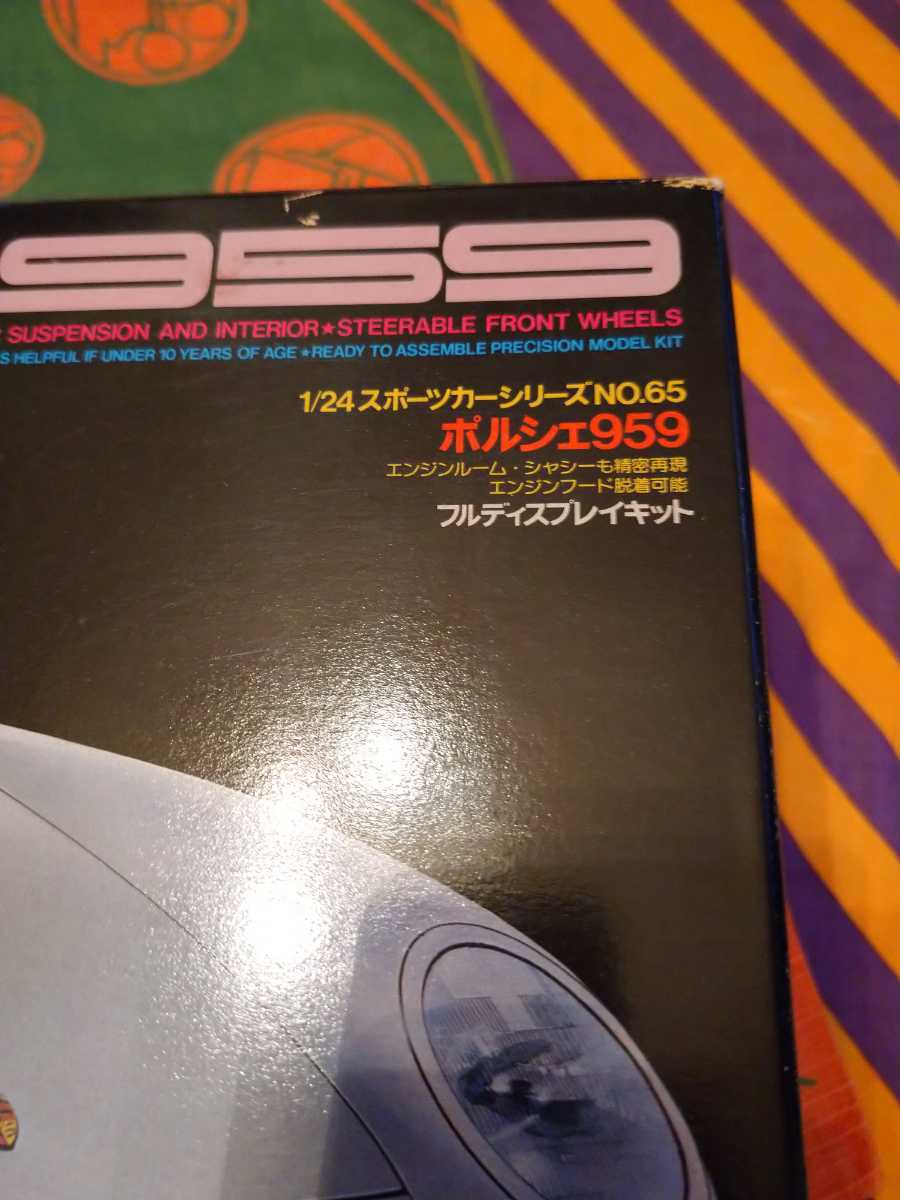 959
SUSPENSION AND INTERIOR★STEERABLE FRONT WHEELS
HELPFUL IF UNDER 10 YEARS OF AGE ★READY TO ASSEMBLE PRECISION MODEL KIT
1/24スポーツカーシリーズNO.65
ポルシェ959
エンジンルーム・シャシーも精密再現
エンジンフード脱着可能
フルディスプレイキット